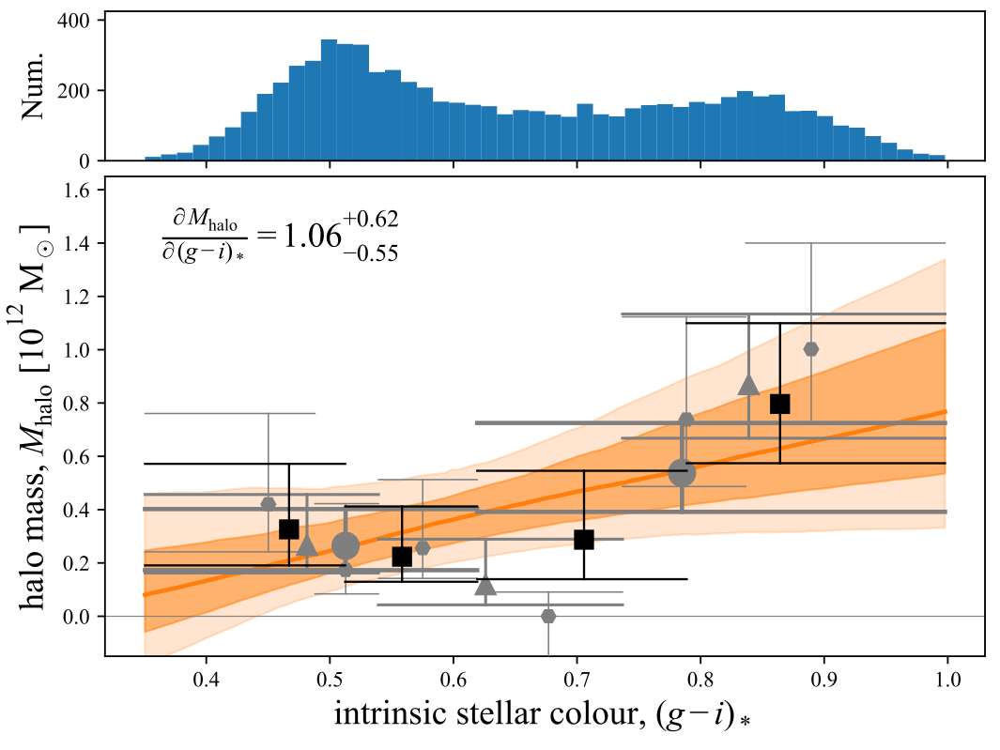 400
200
0
Num.
1.6
1.4
1.2
1.0
0.8
0.6
0.4
0.2
0.0
halo mass, M_halo [10^12 M_⊙]
∂M_halo / ∂(g−i)_* = 1.06 +0.62 −0.55
0.4 0.5 0.6 0.7 0.8 0.9 1.0
intrinsic stellar colour, (g−i)_*